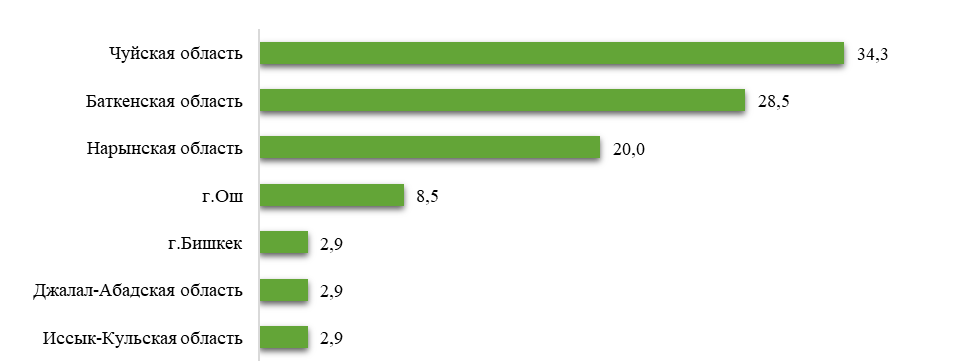 Чуйская область 34,3
Баткенская область 28,5
Нарынская область 20,0
г.Ош 8,5
г.Бишкек 2,9
Джалал-Абадская область 2,9
Иссык-Кульская область 2,9